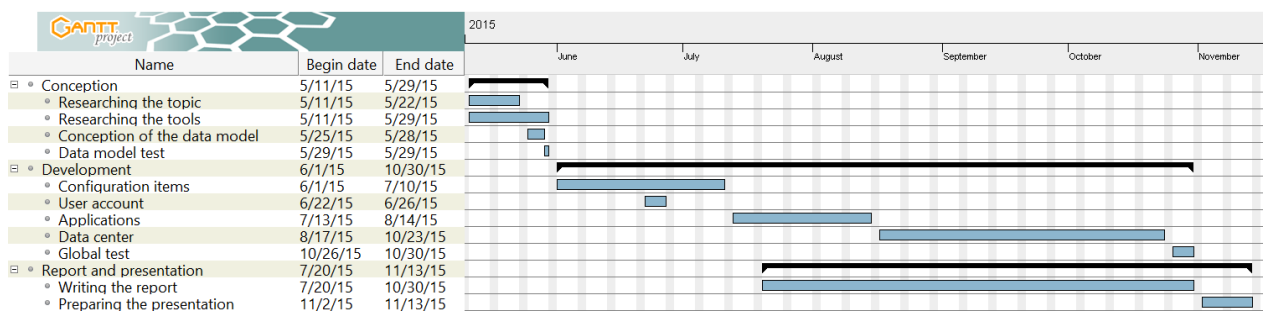 GANTT project
2015
June July August September October November
Name Begin date End date
Conception 5/11/15 5/29/15
Researching the topic 5/11/15 5/22/15
Researching the tools 5/11/15 5/29/15
Conception of the data model 5/25/15 5/28/15
Data model test 5/29/15 5/29/15
Development 6/1/15 10/30/15
Configuration items 6/1/15 7/10/15
User account 6/22/15 6/26/15
Applications 7/13/15 8/14/15
Data center 8/17/15 10/23/15
Global test 10/26/15 10/30/15
Report and presentation 7/20/15 11/13/15
Writing the report 7/20/15 10/30/15
Preparing the presentation 11/2/15 11/13/15